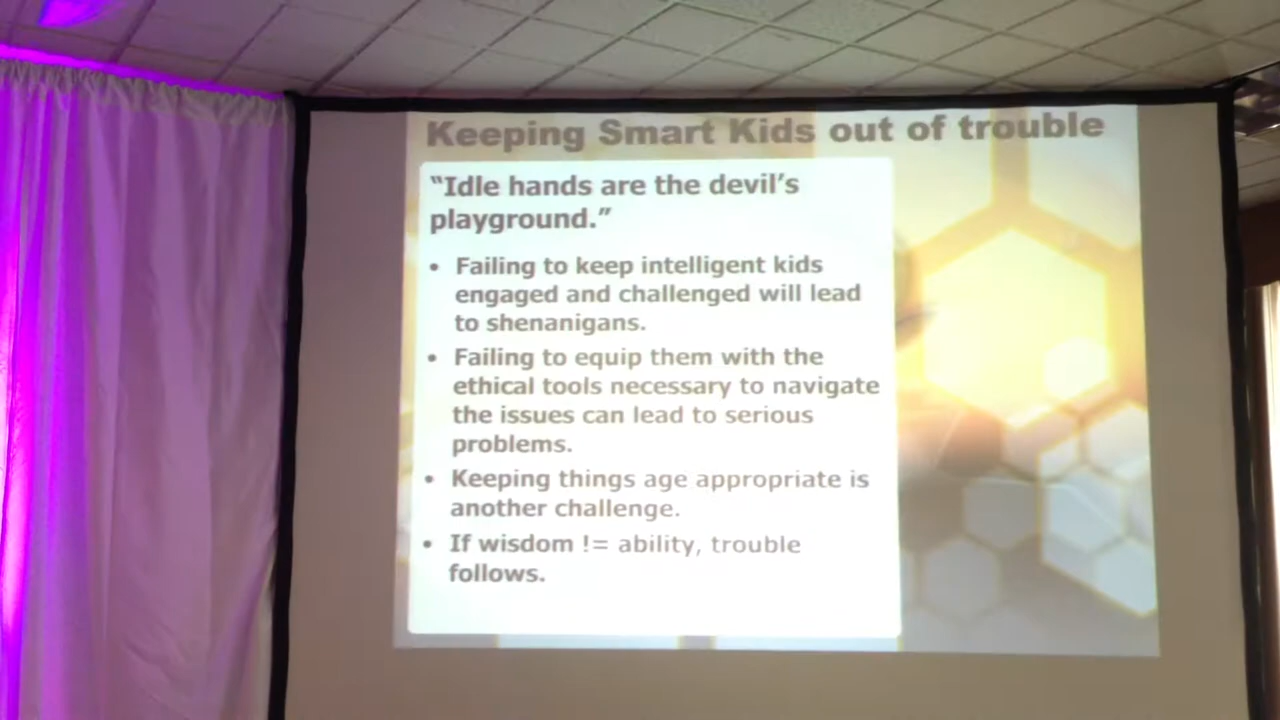 Keeping Smart Kids out of trouble
“Idle hands are the devil’s
playground.”
• Failing to keep intelligent kids
engaged and challenged will lead
to shenanigans.
• Failing to equip them with the
ethical tools necessary to navigate
the issues can lead to serious
problems.
• Keeping things age appropriate is
another challenge.
• If wisdom != ability, trouble
follows.